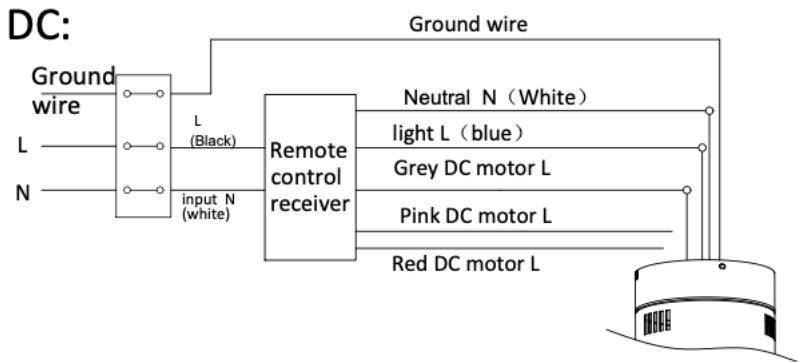 DC:
Ground wire
Ground
wire
L
(Black)
Neutral N（White）
light L（blue）
L
Remote
control
receiver
Grey DC motor L
N
input N
(white)
Pink DC motor L
Red DC motor L